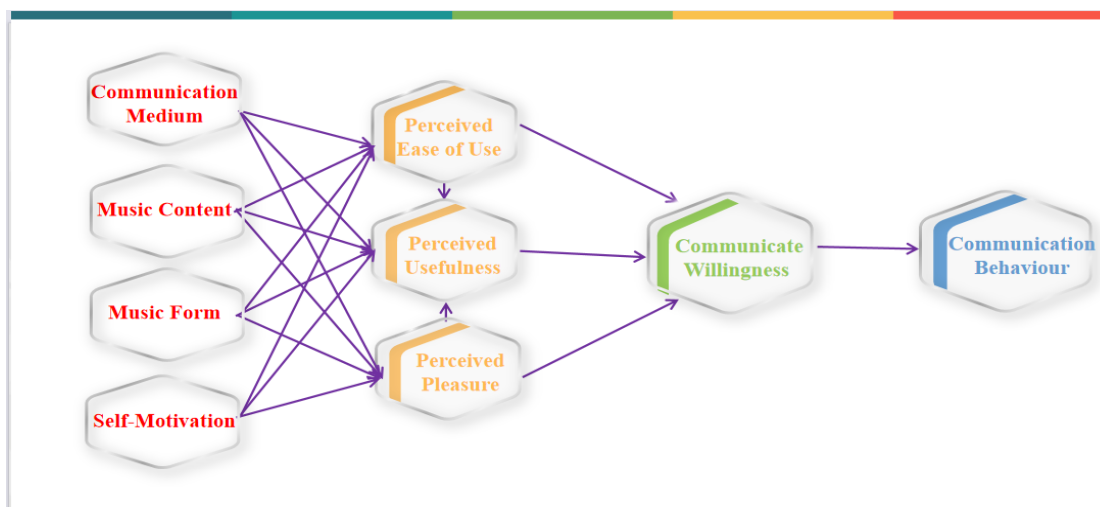 Communication
Medium
Music Content
Music Form
Self-Motivation
Perceived
Ease of Use
Perceived
Usefulness
Perceived
Pleasure
Communicate
Willingness
Communication
Behaviour